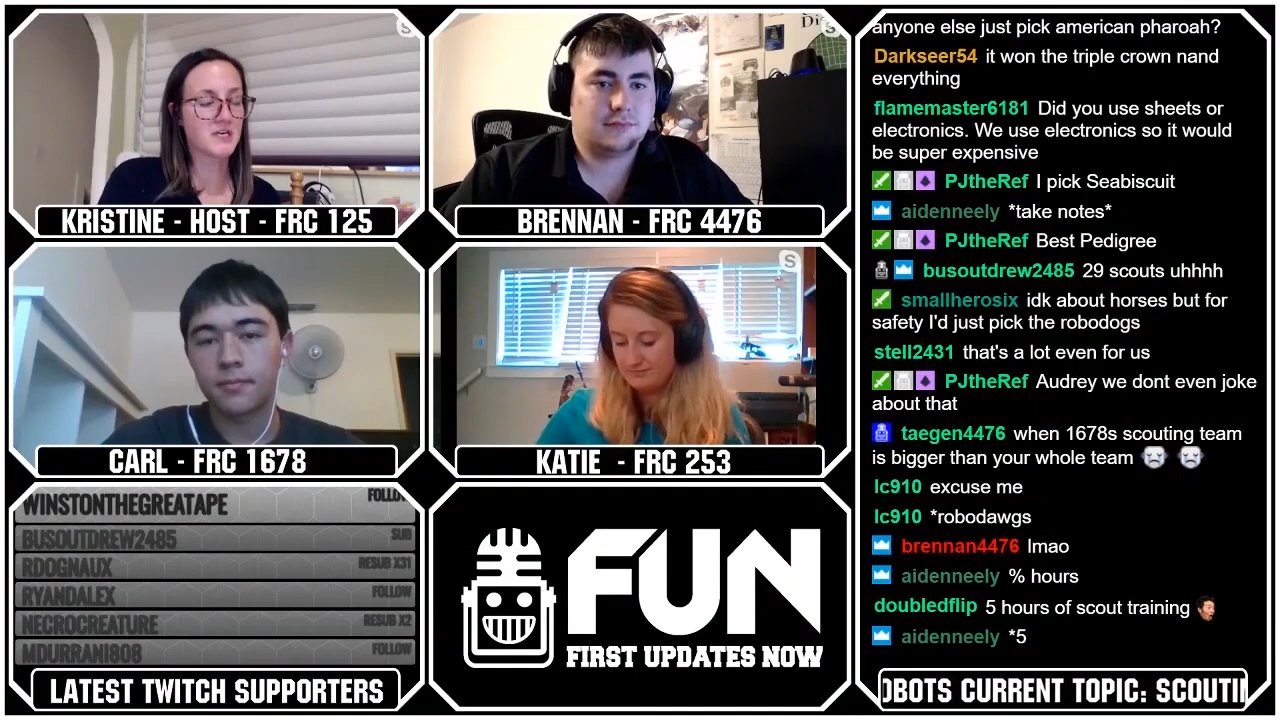 KRISTINE - HOST - FRC 125
BRENNAN - FRC 4476
CARL - FRC 1678
KATIE - FRC 253
WINSTONTHEGREATAPE
BUSOUTDREW2485 SUB
RDOGNAUX RESUB X31
RYANDALEX FOLLOW
NECROCREATURE RESUB X2
MDURRANI808 FOLLOW
LATEST TWITCH SUPPORTERS
FUN
FIRST UPDATES NOW
anyone else just pick american pharoah?
Darkseer54 it won the triple crown nand
everything
flamemaster6181 Did you use sheets or
electronics. We use electronics so it would
be super expensive
PJtheRef I pick Seabiscuit
aidenneely *take notes*
PJtheRef Best Pedigree
busoutdrew2485 29 scouts uhhhh
smallherosix idk about horses but for
safety I'd just pick the robodogs
stell2431 that's a lot even for us
PJtheRef Audrey we dont even joke
about that
taegen4476 when 1678s scouting team
is bigger than your whole team
lc910 excuse me
lc910 *robodawgs
brennan4476 lmao
aidenneely % hours
doubledflip 5 hours of scout training
aidenneely *5
OBOTS CURRENT TOPIC: SCOUTIN